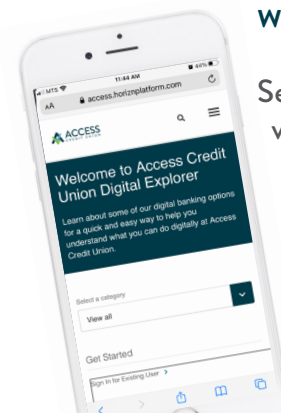 w
Se
v
MTS
11:44 AM
44%
AA access.horiznplatform.com
ACCESS
CREDIT UNION
Welcome to Access Credit
Union Digital Explorer
Learn about some of our digital banking options
for a quick and easy way to help you
understand what you can do digitally at Access
Credit Union.
Select a category
View all
Get Started
Sign In for Existing User >